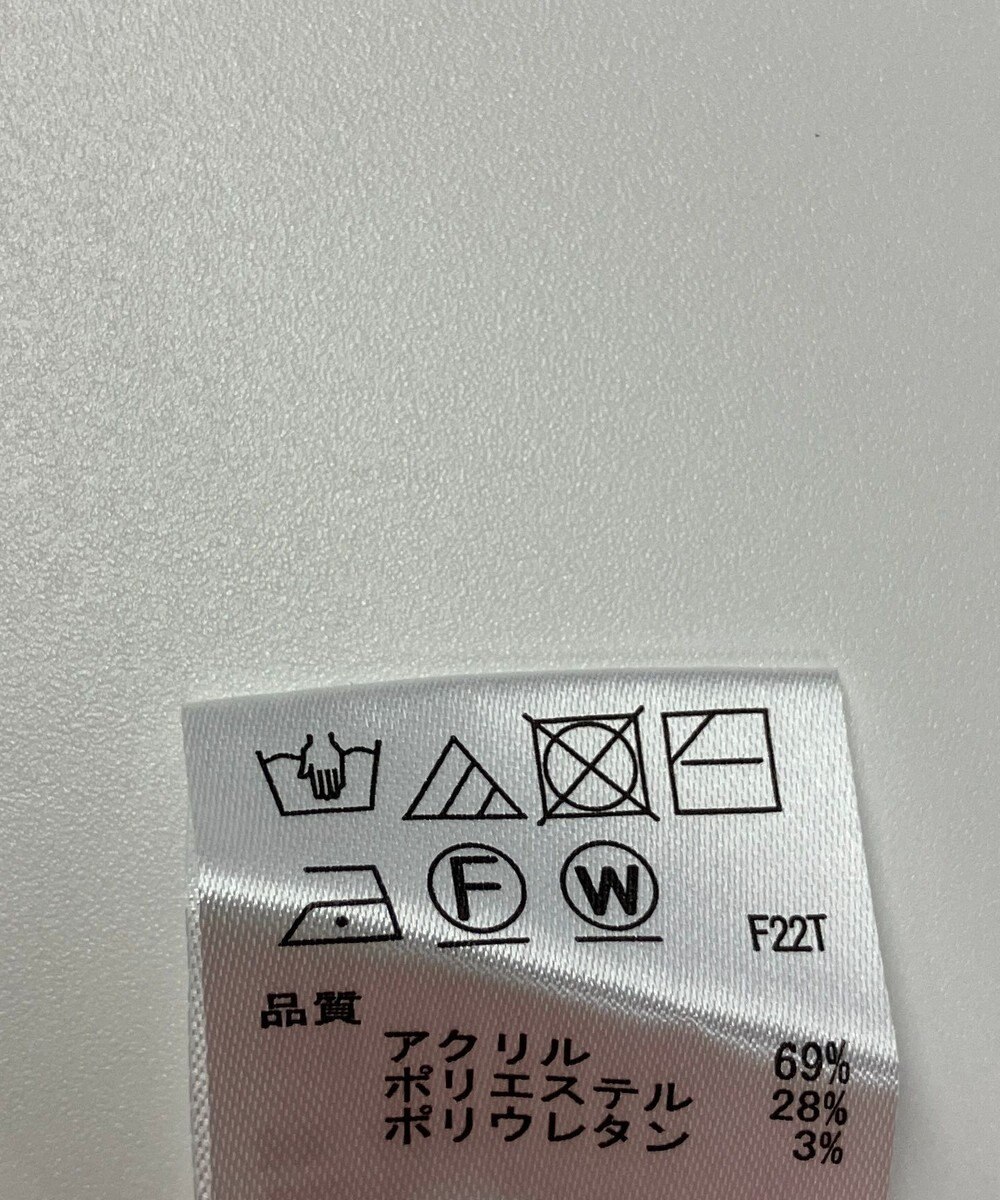 F W F22T
品質
アクリル 69%
ポリエステル 28%
ポリウレタン 3%